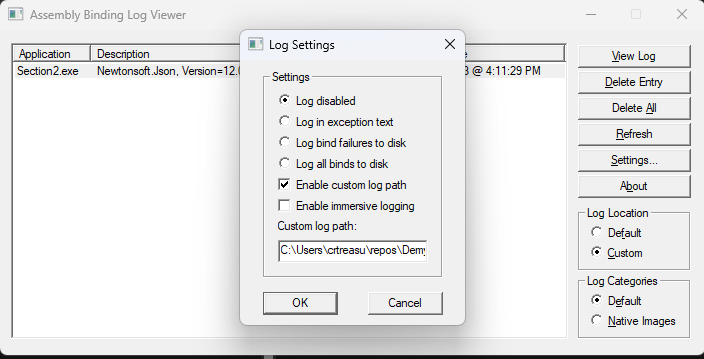 Assembly Binding Log Viewer
Application Description
Section2.exe Newtonsoft.Json, Version=12.0 3 @ 4:11:29 PM
Log Settings
Settings
Log disabled
Log in exception text
Log bind failures to disk
Log all binds to disk
Enable custom log path
Enable immersive logging
Custom log path:
C:\Users\crtreasu\repos\Demy
OK Cancel
View Log
Delete Entry
Delete All
Refresh
Settings...
About
Log Location
Default
Custom
Log Categories
Default
Native Images